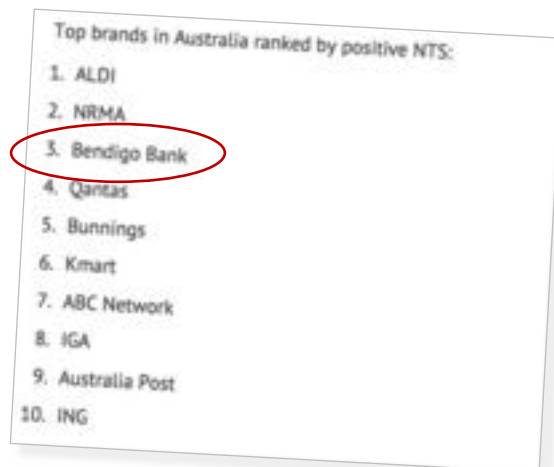 Top brands in Australia ranked by positive NTS:
1. ALDI
2. NRMA
3. Bendigo Bank
4. Qantas
5. Bunnings
6. Kmart
7. ABC Network
8. IGA
9. Australia Post
10. ING